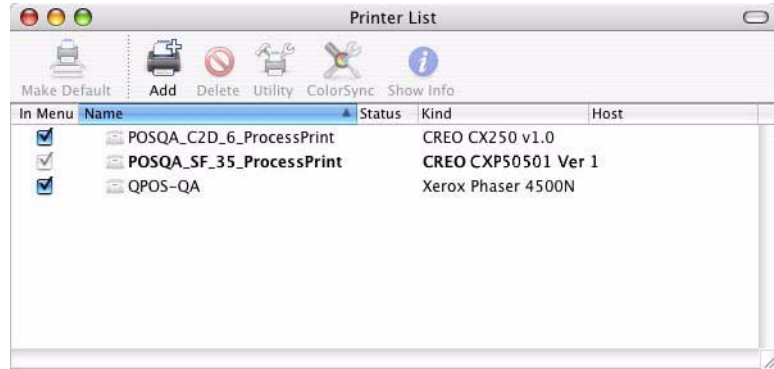 Printer List
Make Default Add Delete Utility ColorSync Show Info
In Menu Name Status Kind Host
POSQA_C2D_6_ProcessPrint CREO CX250 v1.0
POSQA_SF_35_ProcessPrint CREO CXP50501 Ver 1
QPOS-QA Xerox Phaser 4500N